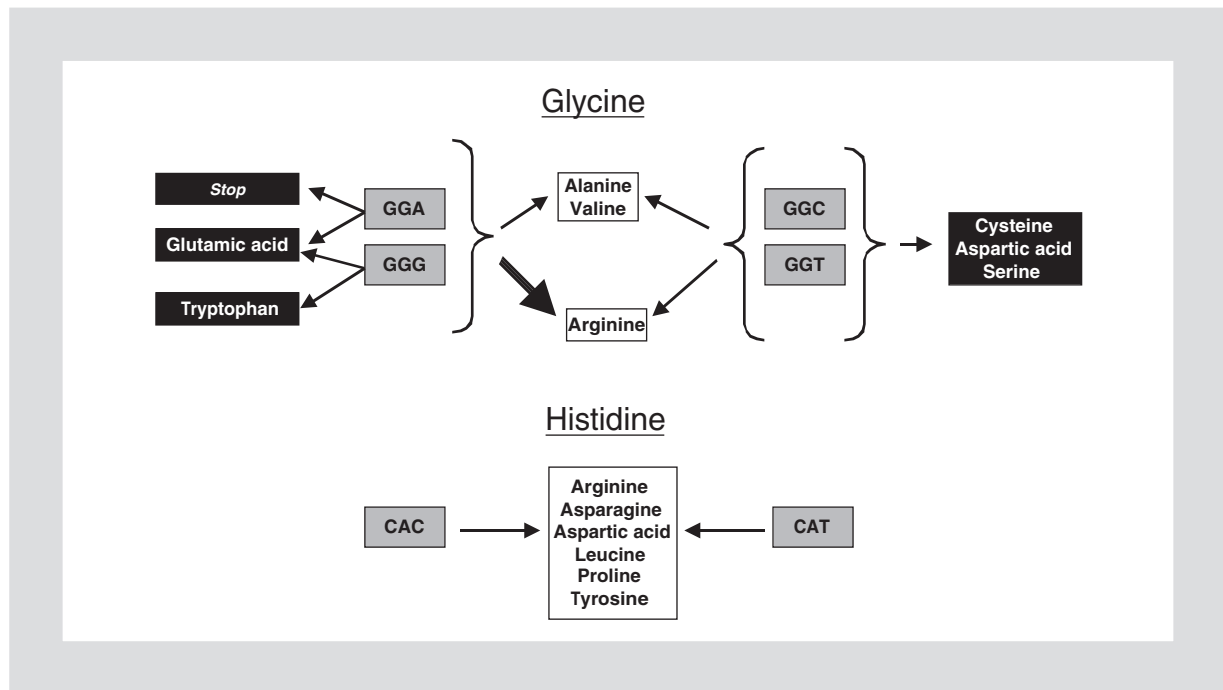 Glycine
Stop
Glutamic acid
Tryptophan
GGA
GGG
Alanine
Valine
Arginine
GGC
GGT
Cysteine
Aspartic acid
Serine
Histidine
CAC
Arginine
Asparagine
Aspartic acid
Leucine
Proline
Tyrosine
CAT